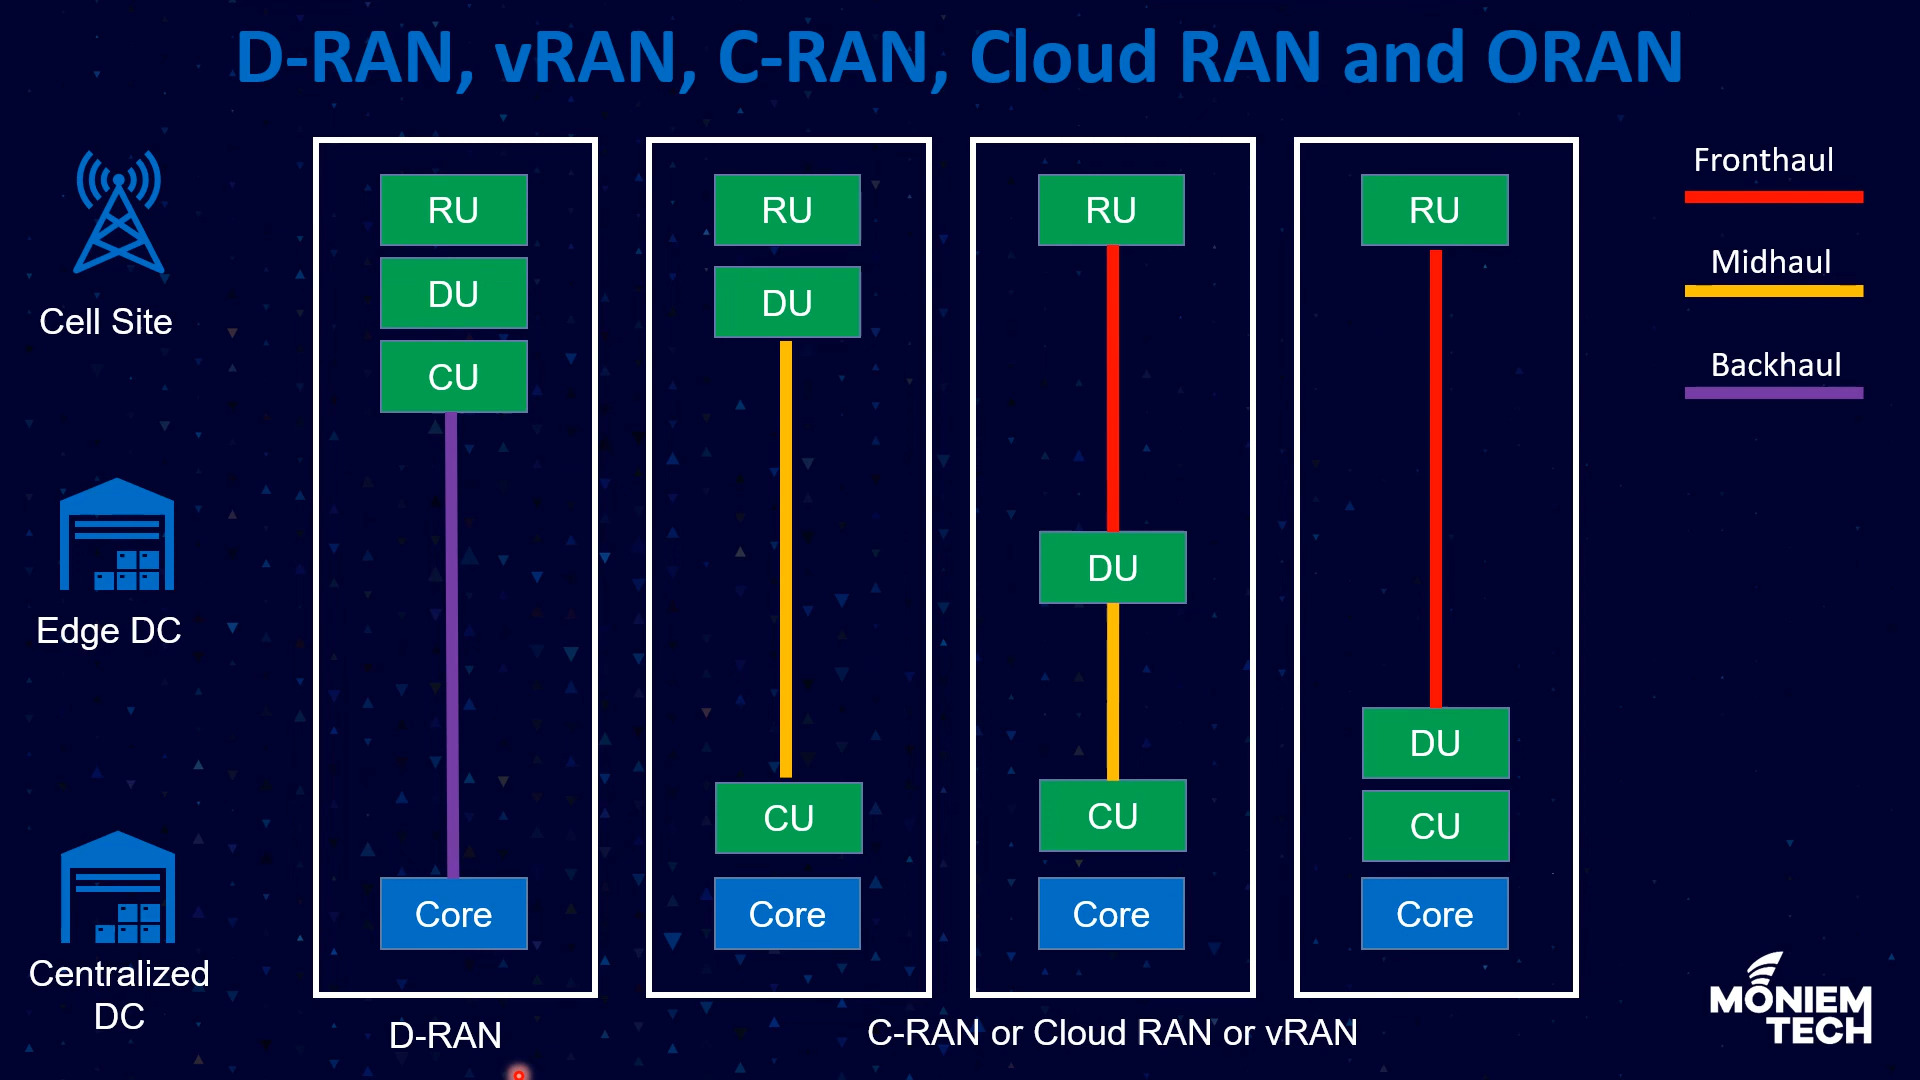 D-RAN, vRAN, C-RAN, Cloud RAN and ORAN
Cell Site
Edge DC
Centralized
DC
RU
DU
CU
Core
D-RAN
RU
DU
CU
Core
RU
DU
CU
Core
RU
DU
CU
Core
C-RAN or Cloud RAN or vRAN
Fronthaul
Midhaul
Backhaul
MONIEM
TECH